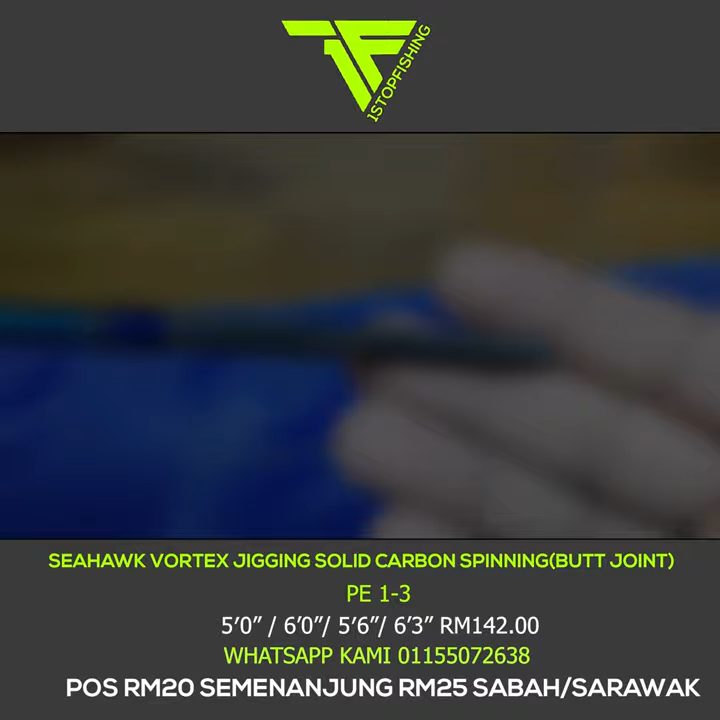 1STOPFISHING
SEAHAWK VORTEX JIGGING SOLID CARBON SPINNING(BUTT JOINT)
PE 1-3
5’0” / 6’0”/ 5’6”/ 6’3” RM142.00
WHATSAPP KAMI 01155072638
POS RM20 SEMENANJUNG RM25 SABAH/SARAWAK